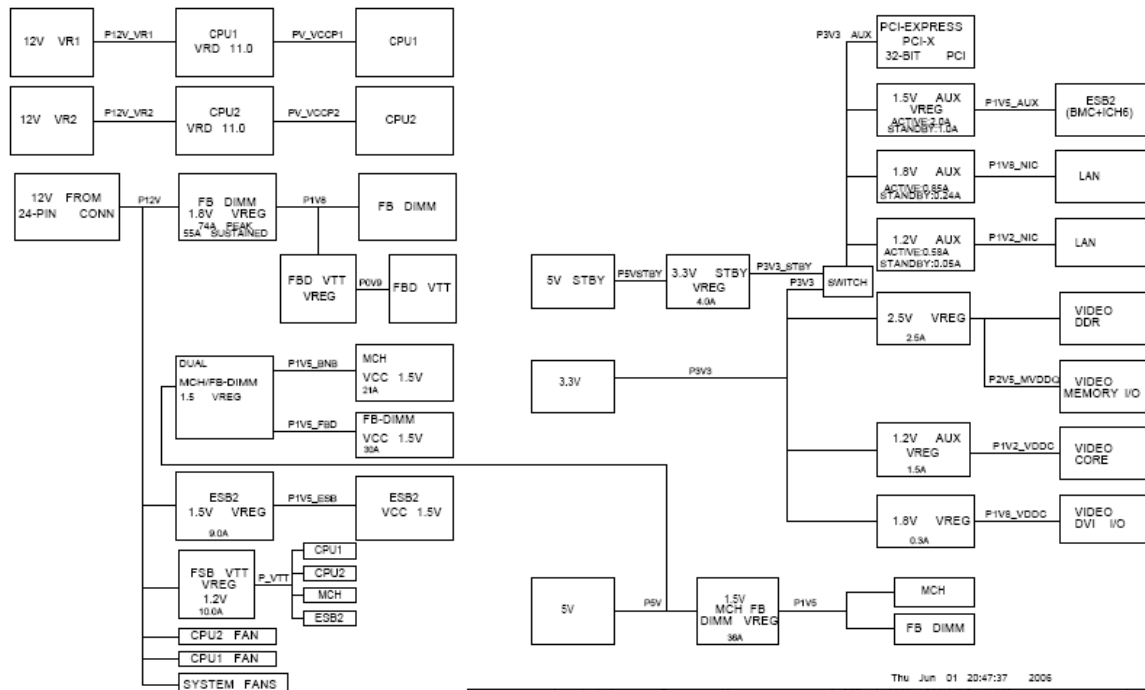 12V VR1
P12V_VR1
CPU1
VRD 11.0
PV_VCCP1
CPU1
12V VR2
P12V_VR2
CPU2
VRD 11.0
PV_VCCP2
CPU2
12V FROM
24-PIN CONN
P12V
FB DIMM
1.8V VREG
74A PEAK
55A SUSTAINED
P1V8
FB DIMM
FBD VTT
VREG
P0V9
FBD VTT
DUAL
MCH/FB-DIMM
1.5 VREG
P1V5_BNB
MCH
VCC 1.5V
21A
P1V5_FBD
FB-DIMM
VCC 1.5V
30A
ESB2
1.5V VREG
9.0A
P1V5_ESB
ESB2
VCC 1.5V
FSB VTT
VREG
1.2V
10.0A
P_VTT
CPU1
CPU2
MCH
ESB2
CPU2 FAN
CPU1 FAN
SYSTEM FANS
P3V3 AUX
PCI-EXPRESS
PCI-X
32-BIT PCI
1.5V AUX
VREG
ACTIVE:2.0A
STANDBY:1.0A
P1V5_AUX
ESB2
(BMC+ICH6)
1.8V AUX
ACTIVE:0.85A
STANDBY:0.24A
P1V8_NIC
LAN
1.2V AUX
ACTIVE:0.58A
STANDBY:0.05A
P1V2_NIC
LAN
5V STBY
P5VSTBY
3.3V STBY
VREG
4.0A
P3V3_STBY
P3V3
SWITCH
2.5V VREG
2.5A
VIDEO
DDR
3.3V
P3V3
P2V5_MVDDQ
VIDEO
MEMORY I/O
1.2V AUX
VREG
1.5A
P1V2_VDDC
VIDEO
CORE
1.8V VREG
0.3A
P1V8_VDDC
VIDEO
DVI I/O
5V
P5V
1.5V
MCH FB
DIMM VREG
36A
P1V5
MCH
FB DIMM
Thu Jun 01 20:47:37 2006